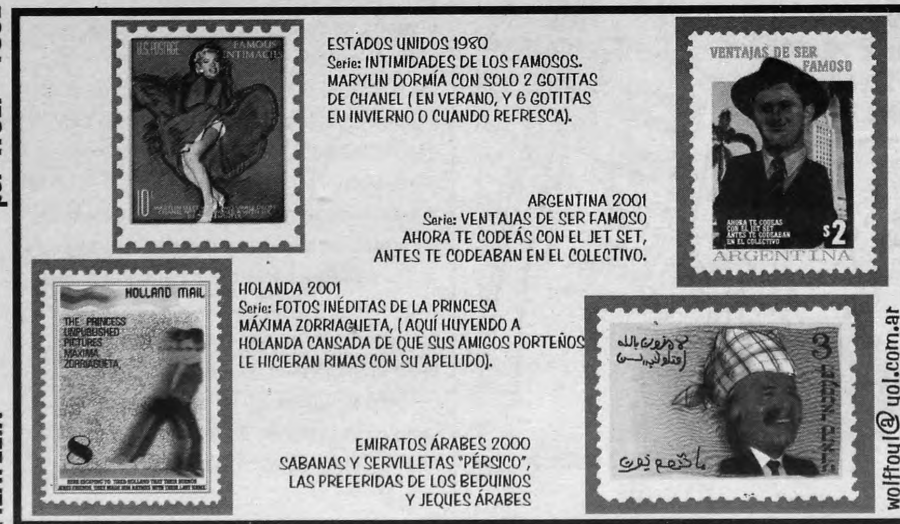 U.S. POSTAGE
FAMOUS
INTIMACIES
10
ESTADOS UNIDOS 1980
Serie: INTIMIDADES DE LOS FAMOSOS.
MARYLIN DORMÍA CON SOLO 2 GOTITAS
DE CHANEL ( EN VERANO, Y 6 GOTITAS
EN INVIERNO O CUANDO REFRESCA).
VENTAJAS DE SER
FAMOSO
AHORA TE CODEAS
CON EL JET SET
ANTES TE CODEABAN
EN EL COLECTIVO
$2
ARGENTINA
ARGENTINA 2001
Serie: VENTAJAS DE SER FAMOSO
AHORA TE CODEÁS CON EL JET SET,
ANTES TE CODEABAN EN EL COLECTIVO.
HOLLAND MAIL
THE PRINCESS
UNPUBLISHED
PICTURES
MAXIMA
ZORRIAGUETA,
8
HOLANDA 2001
Serie: FOTOS INÉDITAS DE LA PRINCESA
MÁXIMA ZORRIAGUETA, ( AQUÍ HUYENDO A
HOLANDA CANSADA DE QUE SUS AMIGOS PORTEÑOS
LE HICIERAN RIMAS CON SU APELLIDO).
3
EMIRATOS ÁRABES 2000
SABANAS Y SERVILLETAS "PÉRSICO",
LAS PREFERIDAS DE LOS BEDUINOS
Y JEQUES ÁRABES
wolffoyl@uol.com.ar